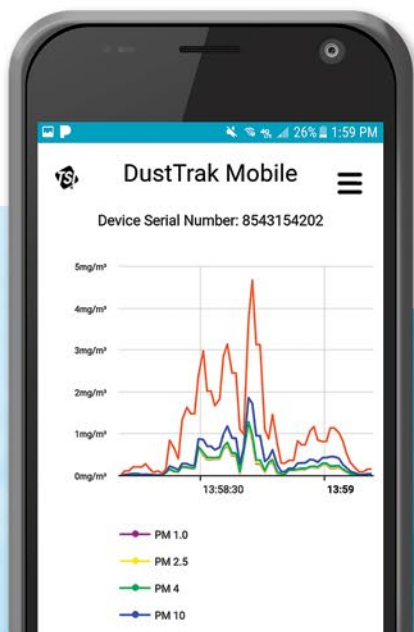 26% 1:59 PM
TSI
DustTrak Mobile
Device Serial Number: 8543154202
5mg/m³
4mg/m³
3mg/m³
2mg/m³
1mg/m³
0mg/m³
13:58:30 13:59
PM 1.0
PM 2.5
PM 4
PM 10